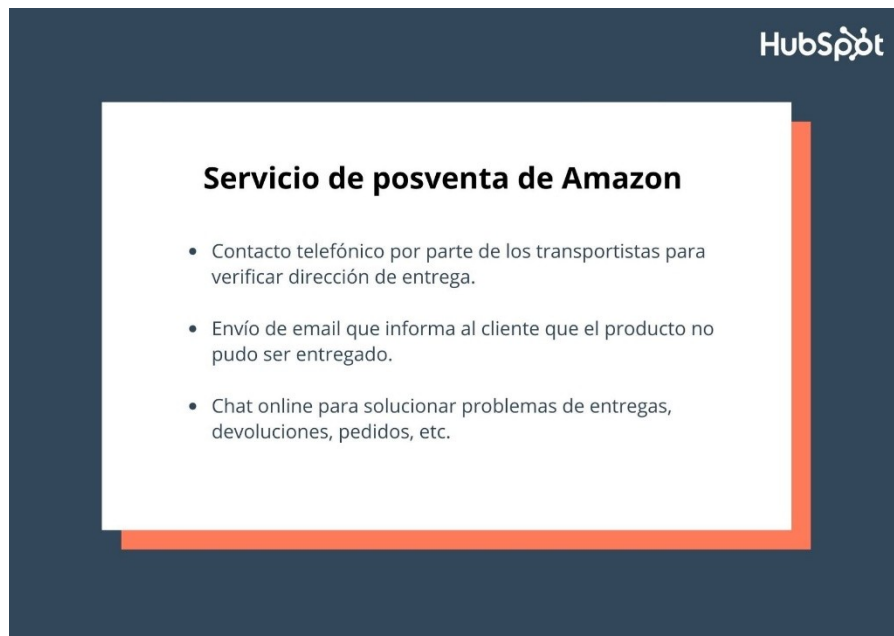 HubSpot
Servicio de posventa de Amazon
• Contacto telefónico por parte de los transportistas para
verificar dirección de entrega.
• Envío de email que informa al cliente que el producto no
pudo ser entregado.
• Chat online para solucionar problemas de entregas,
devoluciones, pedidos, etc.